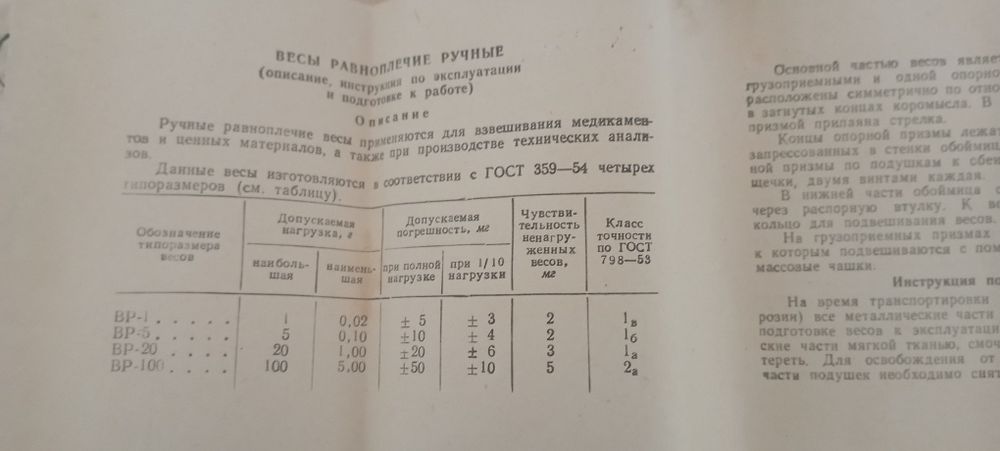 ВЕСЫ РАВНОПЛЕЧИЕ РУЧНЫЕ
(описание, инструкция по эксплуатации
и подготовке к работе)
Описание
Ручные равноплечие весы применяются для взвешивания медикамен-
тов и ценных материалов, а также при производстве технических анали-
зов.
Данные весы изготовляются в соответствии с ГОСТ 359—54 четырех
типоразмеров (см. таблицу).
Обозначение типоразмера весов
Допускаемая нагрузка, г
Допускаемая погрешность, мг
Чувстви-тельность ненагру-женных весов, мг
Класс точности по ГОСТ 798—53
наиболь-шая
наимень-шая
при полной нагрузке
при 1/10 нагрузки
ВР-1 . . . . . 1 0,02 ± 5 ± 3 2 1в
ВР-5 . . . . . 5 0,10 ±10 ± 4 2 1б
ВР-20 . . . . 20 1,00 ±20 ± 6 3 1а
ВР-100 . . . . 100 5,00 ±50 ±10 5 2а
Основной частью весов являет
грузоприемными и одной опорно
расположены симметрично по отно
в загнутых концах коромысла. В
призмой припаяна стрелка.
Концы опорной призмы лежат
запрессованных в стенки обоймиц
ной призмы по подушкам к сбеи
щечки, двумя винтами каждая.
В нижней части обоймица с
через распорную втулку. К
кольцо для подвешивания весов.
На грузоприемных призмах
к которым подвешиваются с пом
массовые чашки.
Инструкция по
На время транспортировки
розии) все металлические части
подготовке весов к эксплуатаци
ские части мягкой тканью, смоч
тереть. Для освобождения от
части подушек необходимо снят